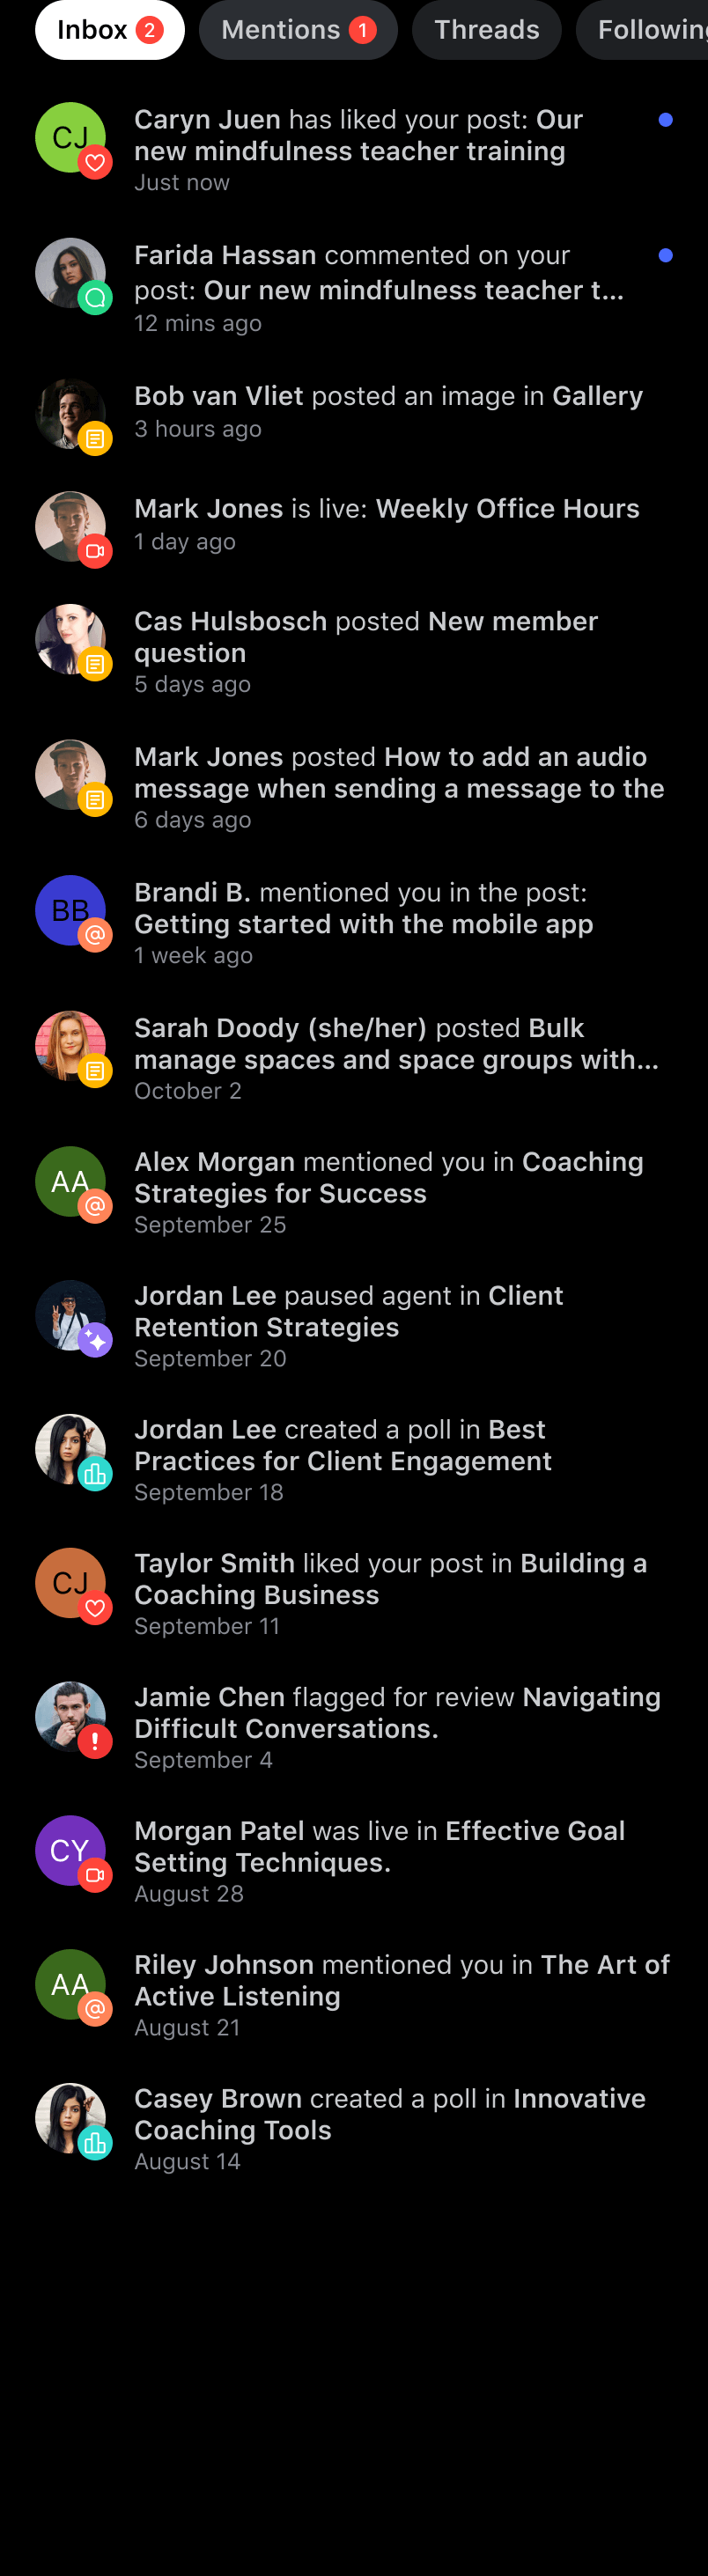 Inbox 2 Mentions 1 Threads Following
CJ
Caryn Juen has liked your post: Our
new mindfulness teacher training
Just now
Farida Hassan commented on your
post: Our new mindfulness teacher t...
12 mins ago
Bob van Vliet posted an image in Gallery
3 hours ago
Mark Jones is live: Weekly Office Hours
1 day ago
Cas Hulsbosch posted New member
question
5 days ago
Mark Jones posted How to add an audio
message when sending a message to the
6 days ago
BB
Brandi B. mentioned you in the post:
Getting started with the mobile app
1 week ago
Sarah Doody (she/her) posted Bulk
manage spaces and space groups with...
October 2
AA
Alex Morgan mentioned you in Coaching
Strategies for Success
September 25
Jordan Lee paused agent in Client
Retention Strategies
September 20
Jordan Lee created a poll in Best
Practices for Client Engagement
September 18
CJ
Taylor Smith liked your post in Building a
Coaching Business
September 11
Jamie Chen flagged for review Navigating
Difficult Conversations.
September 4
CY
Morgan Patel was live in Effective Goal
Setting Techniques.
August 28
AA
Riley Johnson mentioned you in The Art of
Active Listening
August 21
Casey Brown created a poll in Innovative
Coaching Tools
August 14